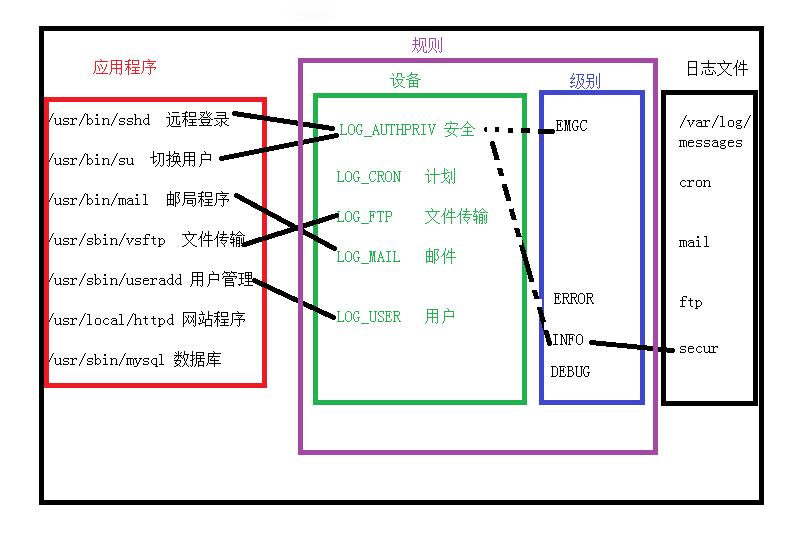 规则
应用程序
设备
级别
日志文件
/usr/bin/sshd 远程登录
/usr/bin/su 切换用户
/usr/bin/mail 邮局程序
/usr/sbin/vsftp 文件传输
/usr/sbin/useradd 用户管理
/usr/local/httpd 网站程序
/usr/sbin/mysql 数据库
LOG_AUTHPRIV 安全
LOG_CRON 计划
LOG_FTP 文件传输
LOG_MAIL 邮件
LOG_USER 用户
EMGC
ERROR
INFO
DEBUG
/var/log/
messages
cron
mail
ftp
secur